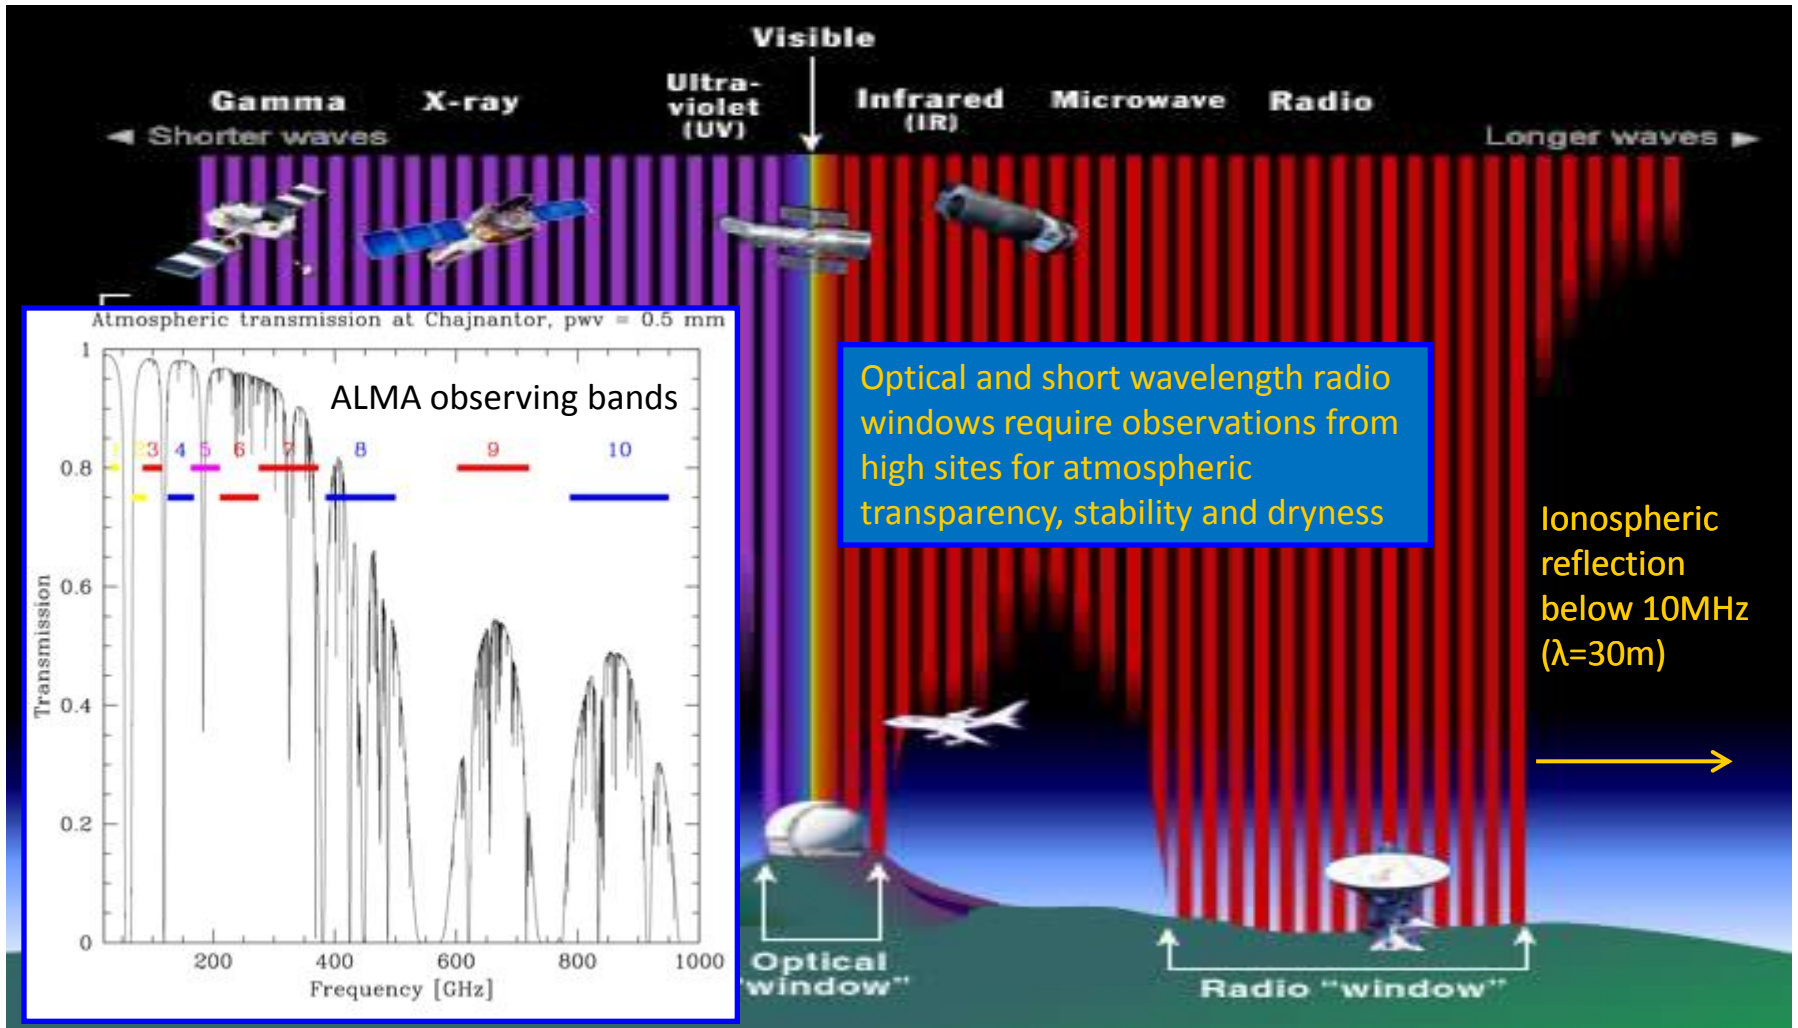 Visible
Gamma
X-ray
Ultra-
violet
(UV)
Infrared
(IR)
Microwave
Radio
◄ Shorter waves
Longer waves ►
Atmospheric transmission at Chajnantor, pwv = 0.5 mm
ALMA observing bands
1 2 3 4 5 6 7 8 9 10
1
0.8
0.6
0.4
0.2
0
Transmission
200 400 600 800 1000
Frequency [GHz]
Optical and short wavelength radio
windows require observations from
high sites for atmospheric
transparency, stability and dryness
Ionospheric
reflection
below 10MHz
(λ=30m)
Optical
"window"
Radio "window"